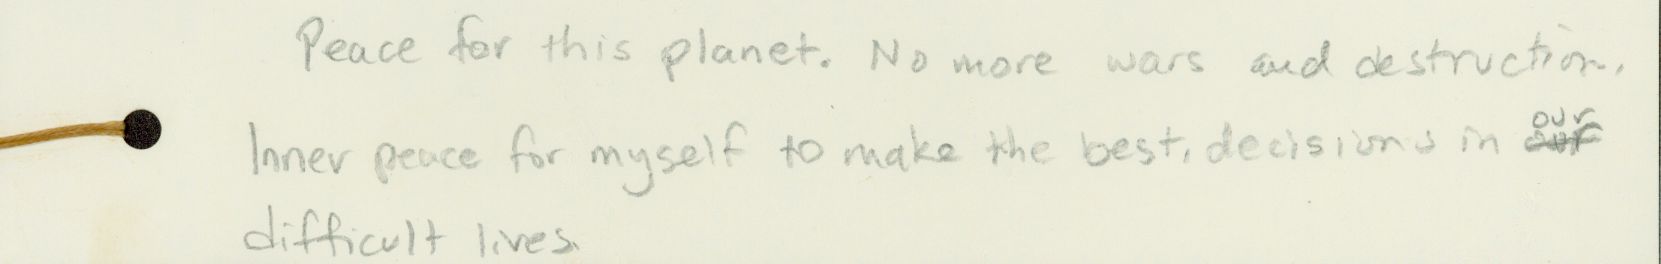 Peace for this planet. No more wars and destruction.
Inner peace for myself to make the best, decisions in our
difficult lives.